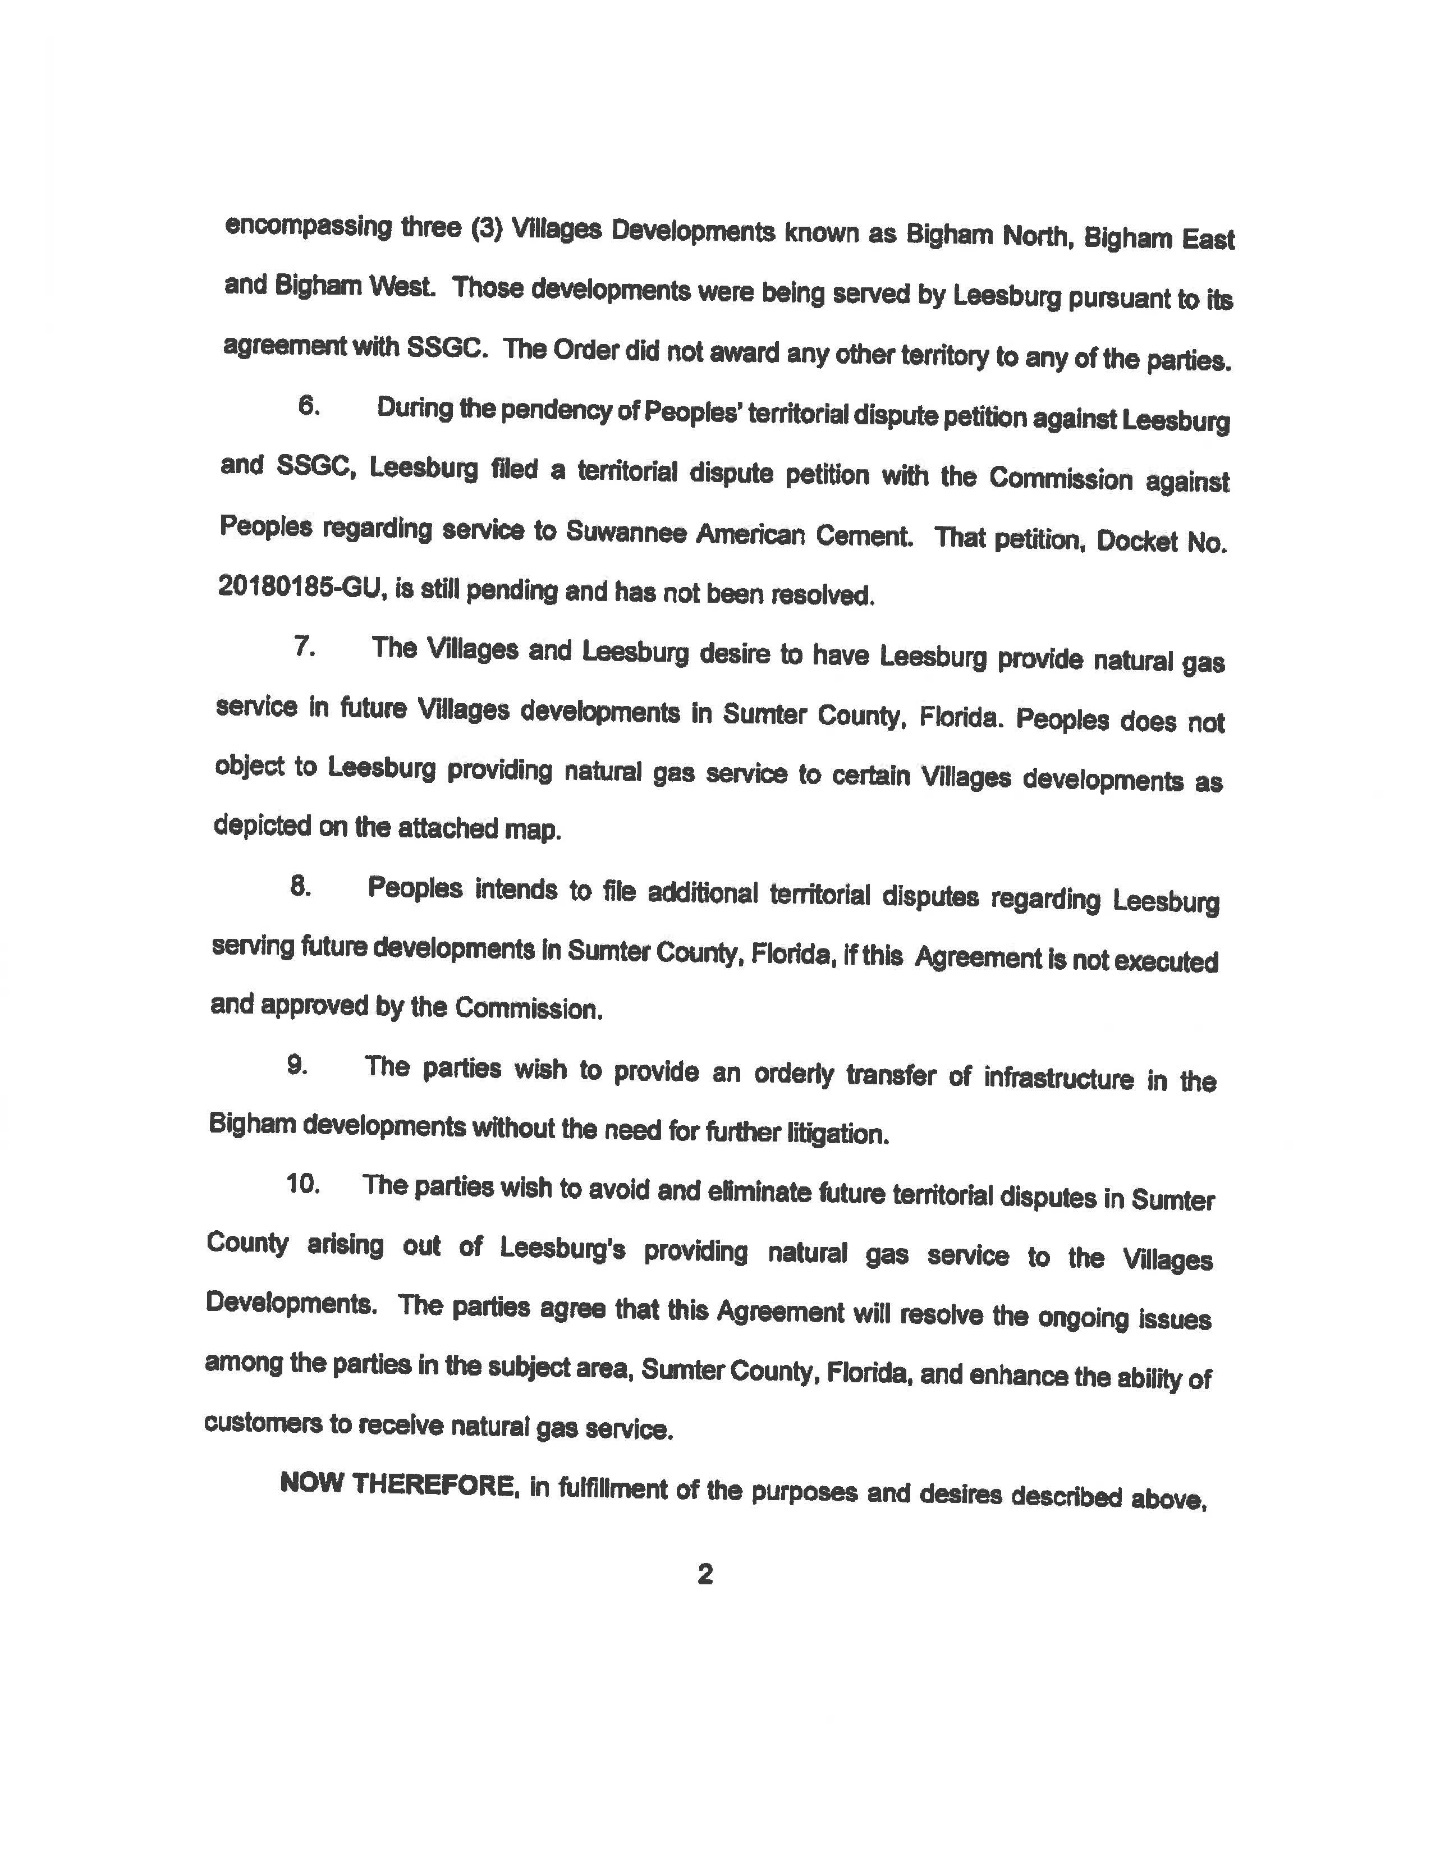 encompassing three (3) Villages Developments known as Bigham North, Bigham East
and Bigham West. Those developments were being served by Leesburg pursuant to its
agreement with SSGC. The Order did not award any other territory to any of the parties.
6. During the pendency of Peoples' territorial dispute petition against Leesburg
and SSGC, Leesburg filed a territorial dispute petition with the Commission against
Peoples regarding service to Suwannee American Cement. That petition, Docket No.
20180185-GU, is still pending and has not been resolved.
7. The Villages and Leesburg desire to have Leesburg provide natural gas
service in future Villages developments in Sumter County, Florida. Peoples does not
object to Leesburg providing natural gas service to certain Villages developments as
depicted on the attached map.
8. Peoples intends to file additional territorial disputes regarding Leesburg
serving future developments in Sumter County, Florida, if this Agreement is not executed
and approved by the Commission.
9. The parties wish to provide an orderly transfer of infrastructure in the
Bigham developments without the need for further litigation.
10. The parties wish to avoid and eliminate future territorial disputes in Sumter
County arising out of Leesburg's providing natural gas service to the Villages
Developments. The parties agree that this Agreement will resolve the ongoing issues
among the parties in the subject area, Sumter County, Florida, and enhance the ability of
customers to receive natural gas service.
NOW THEREFORE, in fulfillment of the purposes and desires described above,
2